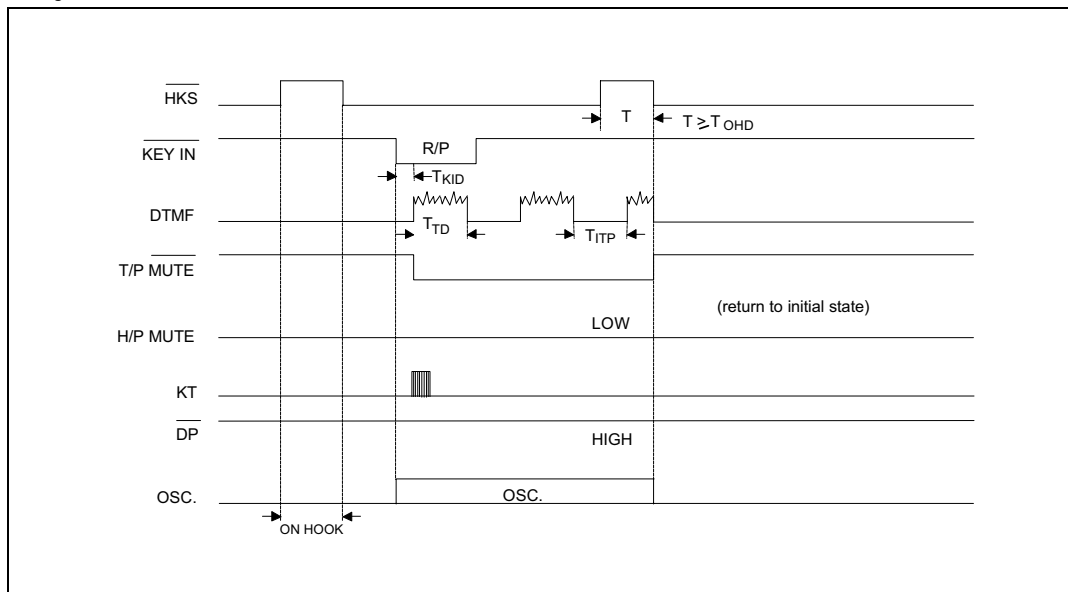 HKS
T
T ≥ T OHD
KEY IN
R/P
TKID
DTMF
TTD
TITP
T/P MUTE
(return to initial state)
LOW
H/P MUTE
KT
DP
HIGH
OSC.
OSC.
ON HOOK